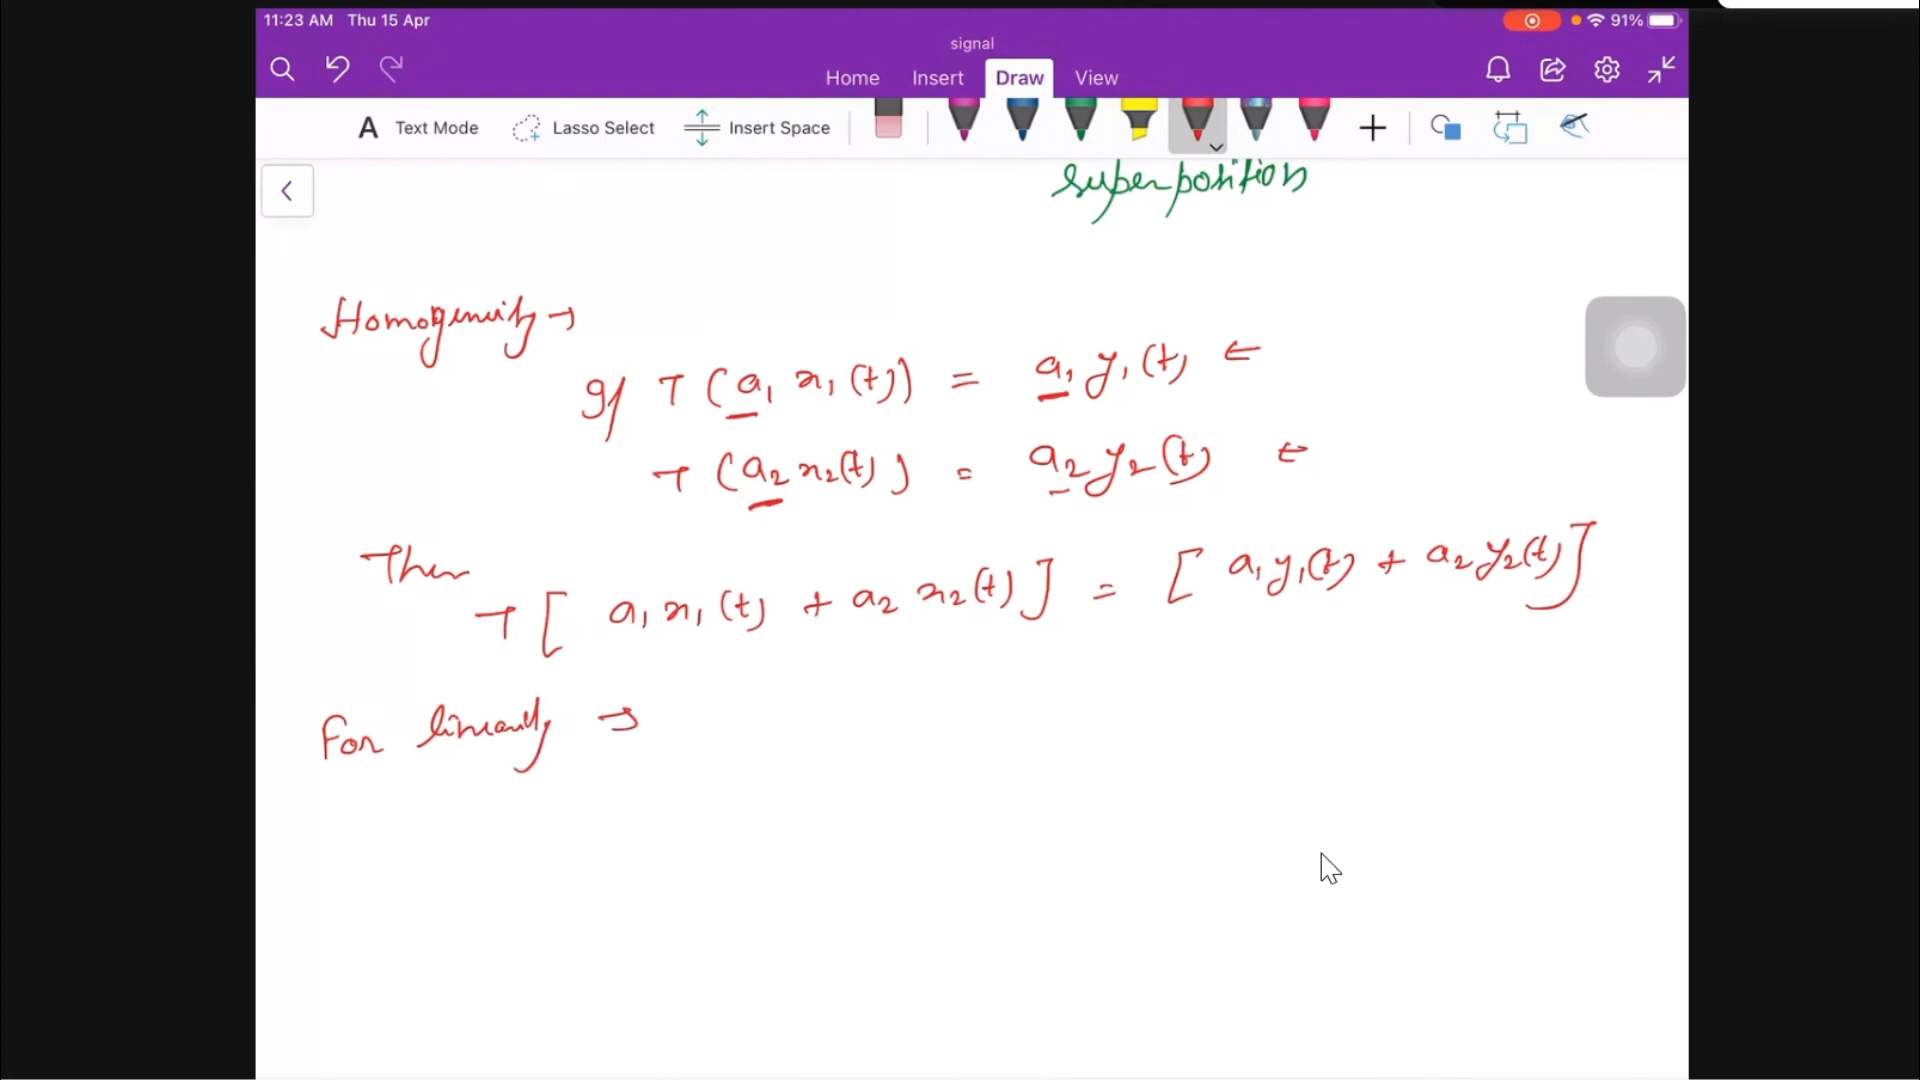 11:23 AM Thu 15 Apr 91%
signal
Home Insert Draw View
A Text Mode Lasso Select Insert Space
superposition
Homogenuity →
If T (a₁ x₁ (t)) = a₁ y₁ (t) ←
T (a₂ x₂(t)) = a₂ y₂ (t) ←
Then
T [ a₁ x₁ (t) + a₂ x₂(t) ] = [ a₁ y₁(t) + a₂ y₂(t) ]
For linearity →